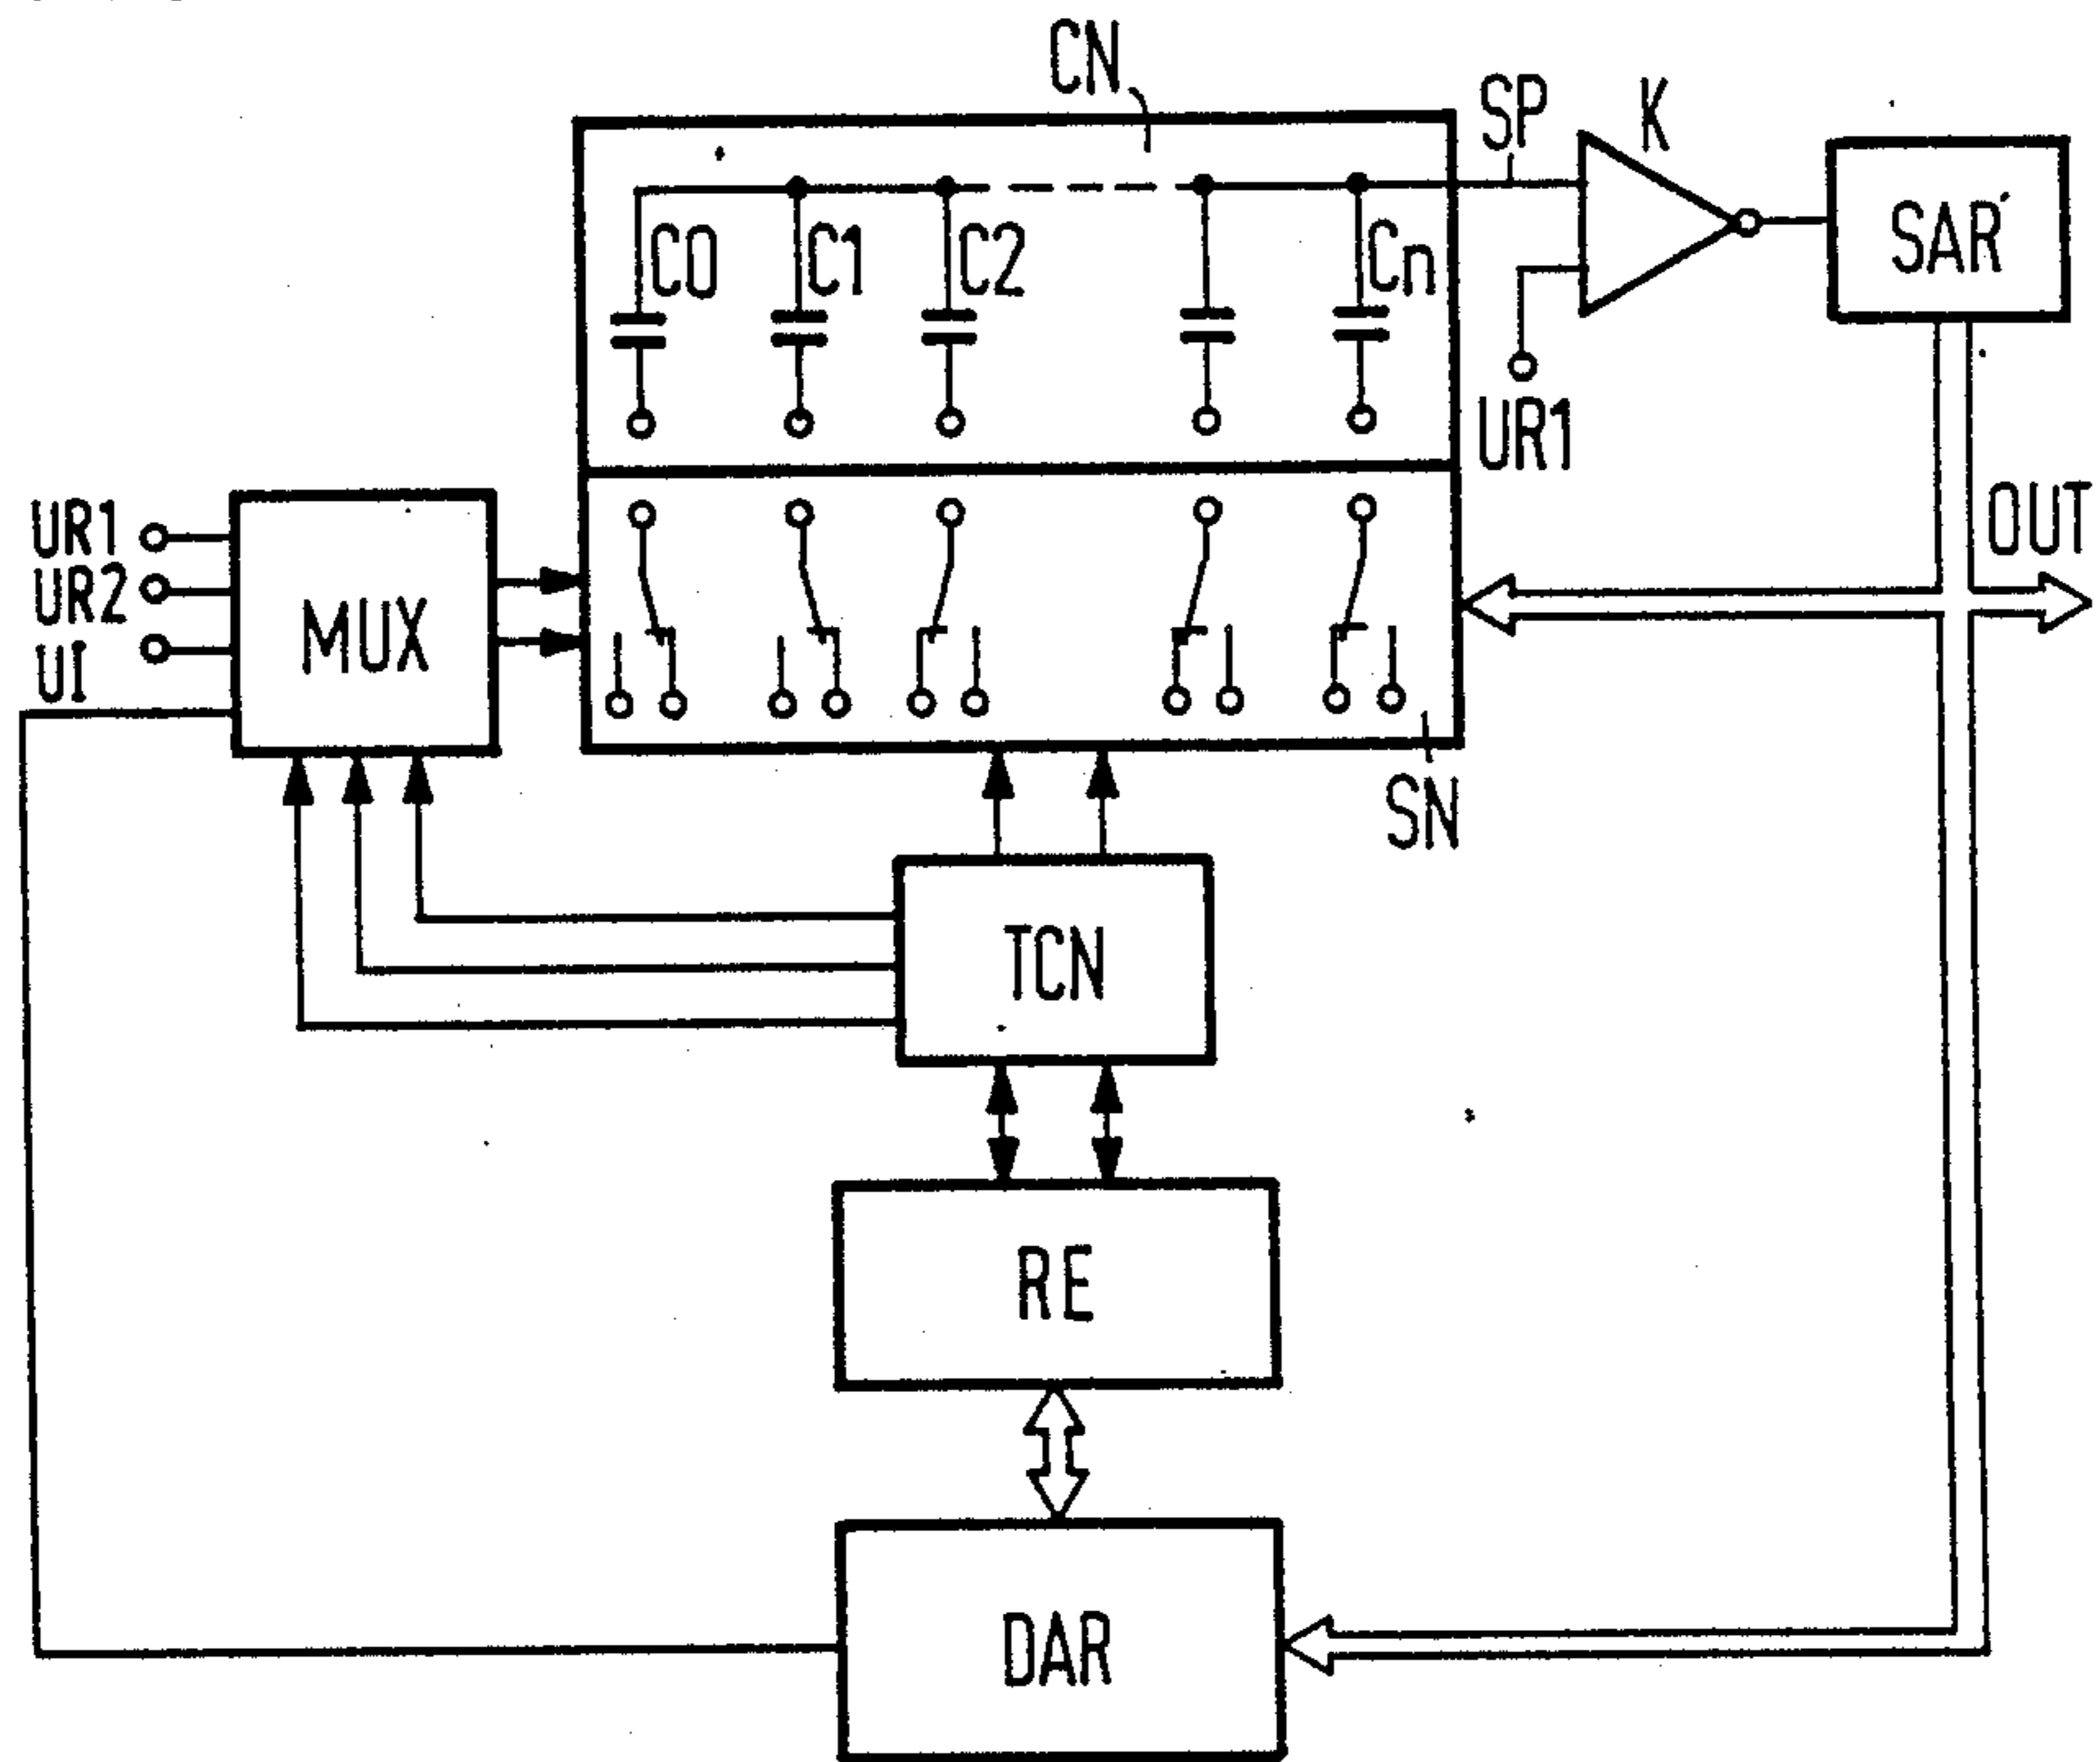 CN
SP
K
C0
C1
C2
Cn
SAR'
UR1
UR1
UR2
UI
MUX
OUT
SN
TCN
RE
DAR